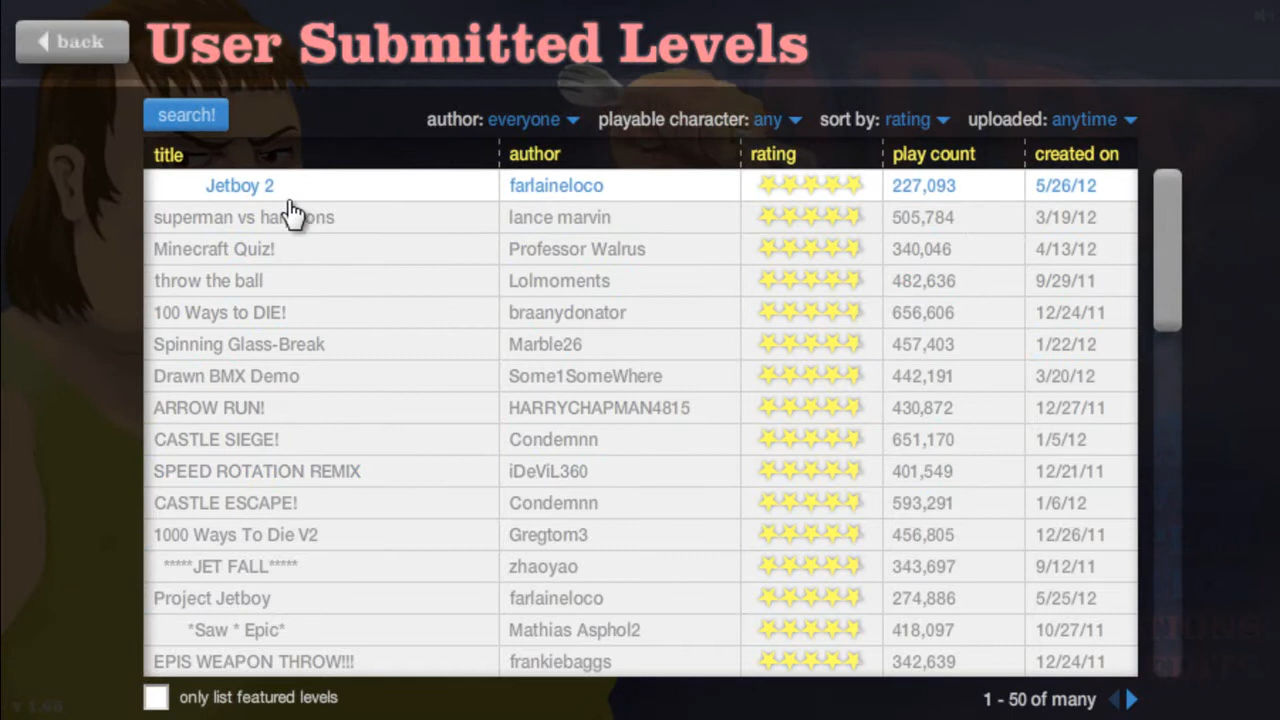 back
User Submitted Levels
search!
author: everyone playable character: any sort by: rating uploaded: anytime
title author rating play count created on
Jetboy 2 farlaineloco 227,093 5/26/12
superman vs 505,784 lance marvin 3/19/12
Minecraft Quiz! Professor Walrus 340,046 4/13/12
throw the ball Lolmoments 482,636 9/29/11
100 Ways to DIE! braanydonator 656,606 12/24/11
Spinning Glass-Break Marble26 457,403 1/22/12
Drawn BMX Demo Some1SomeWhere 442,191 3/20/12
ARROW RUN! HARRYCHAPMAN4815 430,872 12/27/11
CASTLE SIEGE! Condemnn 651,170 1/5/12
SPEED ROTATION REMIX iDeViL360 401,549 12/21/11
CASTLE ESCAPE! Condemnn 593,291 1/6/12
1000 Ways To Die V2 Gregtom3 456,805 12/26/11
*****JET FALL***** zhaoyao 343,697 9/12/11
Project Jetboy farlaineloco 274,886 5/25/12
*Saw * Epic* Mathias Asphol2 418,097 10/27/11
EPIS WEAPON THROW!!! frankiebaggs 342,639 12/24/11
only list featured levels 1 - 50 of many